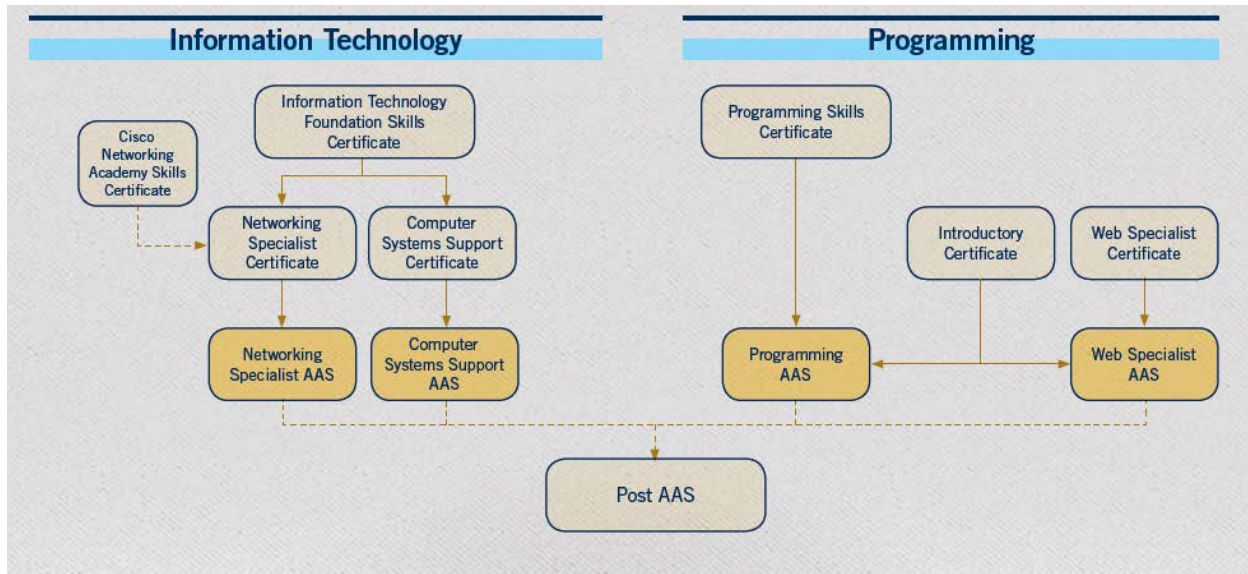 Information Technology
Programming
Information Technology
Foundation Skills
Certificate
Cisco
Networking
Academy Skills
Certificate
Networking
Specialist
Certificate
Computer
Systems Support
Certificate
Networking
Specialist AAS
Computer
Systems Support
AAS
Programming Skills
Certificate
Introductory
Certificate
Web Specialist
Certificate
Programming
AAS
Web Specialist
AAS
Post AAS